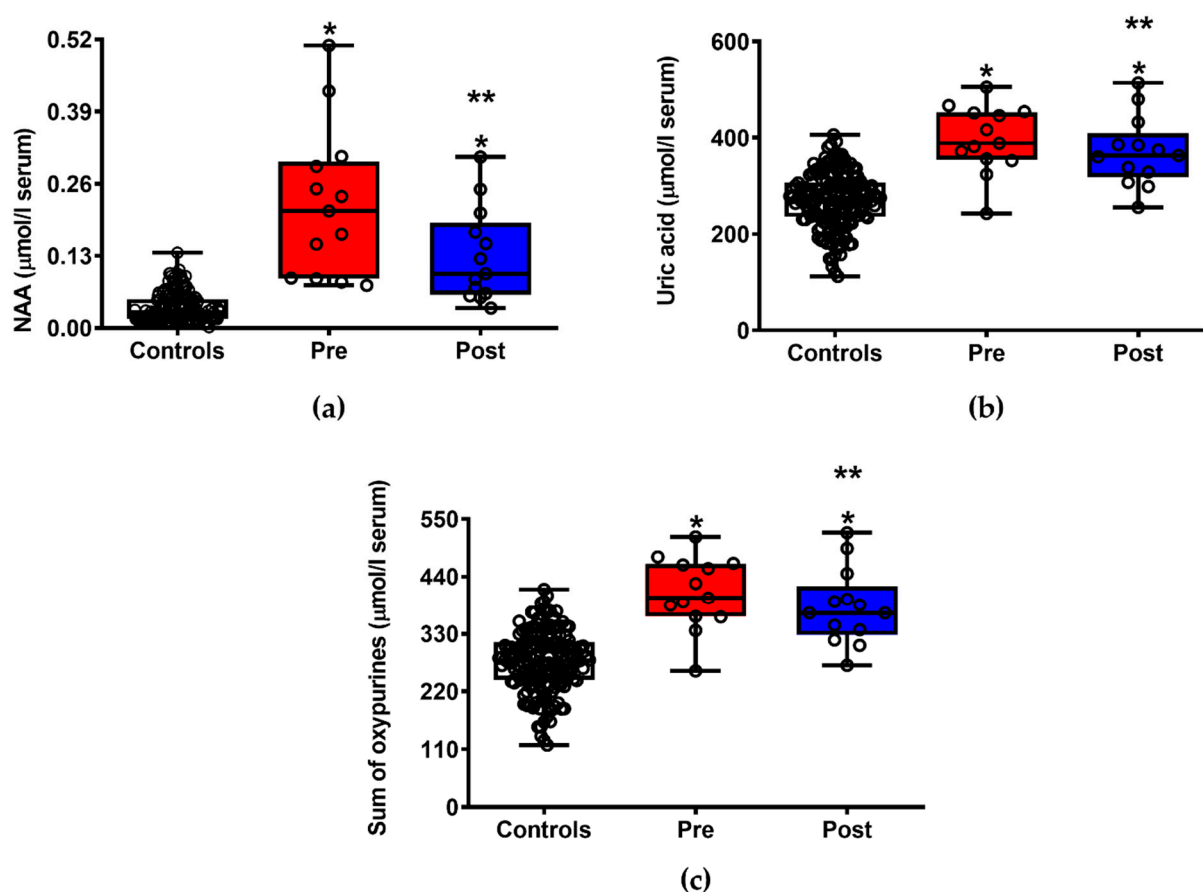 NAA (μmol/l serum)
0.52
0.39
0.26
0.13
0.00
*
**
*
Controls
Pre
Post
(a)
Uric acid (μmol/l serum)
600
400
200
0
*
**
*
Controls
Pre
Post
(b)
Sum of oxypurines (μmol/l serum)
550
440
330
220
110
0
*
**
*
Controls
Pre
Post
(c)